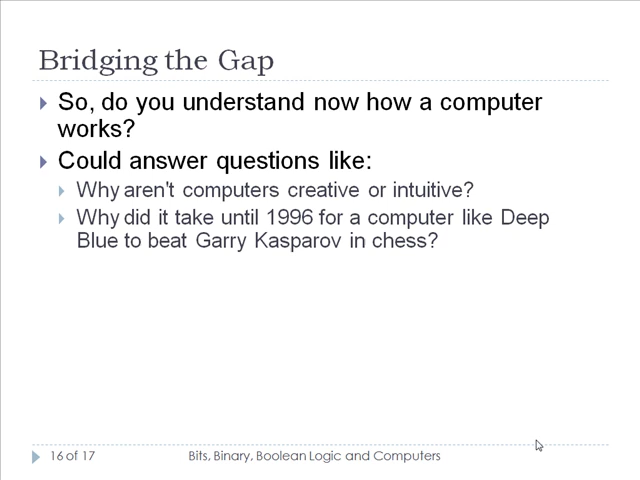 Bridging the Gap
So, do you understand now how a computer
works?
Could answer questions like:
Why aren't computers creative or intuitive?
Why did it take until 1996 for a computer like Deep
Blue to beat Garry Kasparov in chess?
16 of 17
Bits, Binary, Boolean Logic and Computers